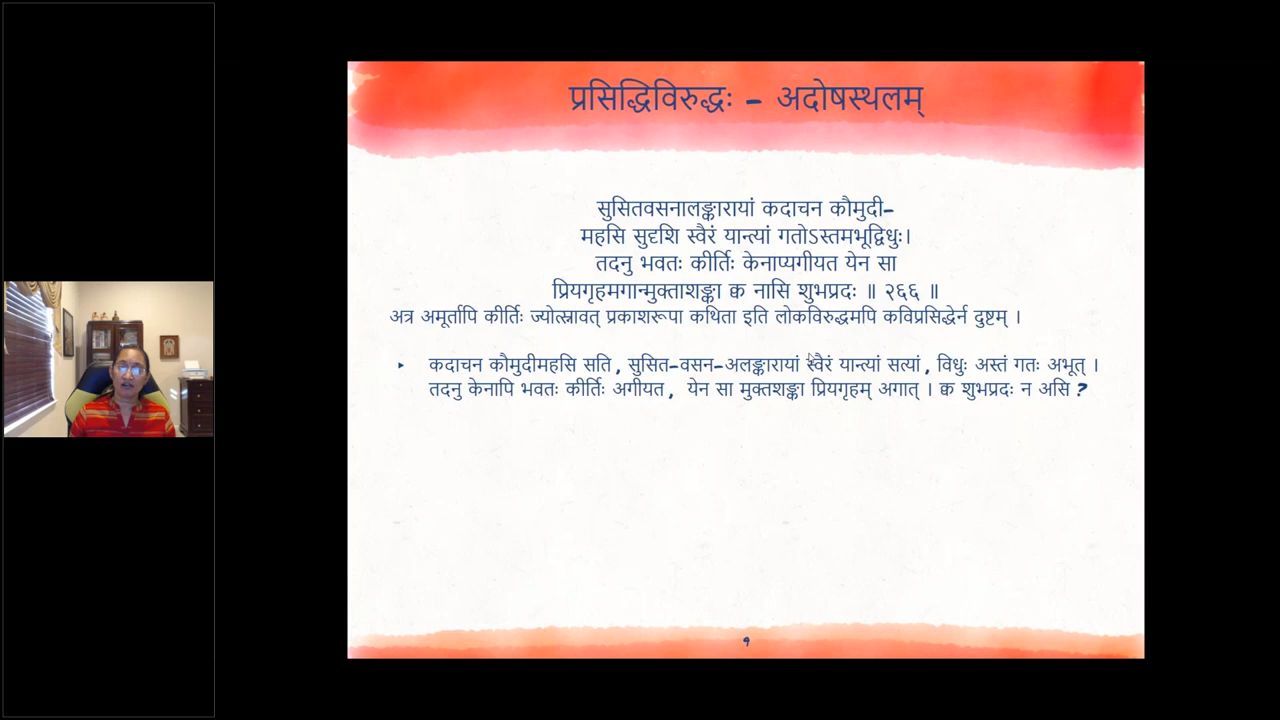 प्रसिद्धिविरुद्धः - अदोषस्थलम्
सुसितवसनालङ्कारायां कदाचन कौमुदी-
महसि सुदृशि स्वैरं यान्त्यां गतोऽस्तमभूद्विधुः।
तदनु भवतः कीर्तिः केनाप्यगीयत येन सा
प्रियगृहमगान्मुक्ताशङ्का क्व नासि शुभप्रदः ॥ २६६ ॥
अत्र अमूर्तापि कीर्तिः ज्योत्स्नावत् प्रकाशरूपा कथिता इति लोकविरुद्धमपि कविप्रसिद्धेर्न दुष्टम् ।
‣ कदाचन कौमुदीमहसि सति , सुसित-वसन-अलङ्कारायां स्वैरं यान्त्यां सत्यां , विधुः अस्तं गतः अभूत् ।
तदनु केनापि भवतः कीर्तिः अगीयत , येन सा मुक्तशङ्का प्रियगृहम् अगात् । क्व शुभप्रदः न असि ?
९